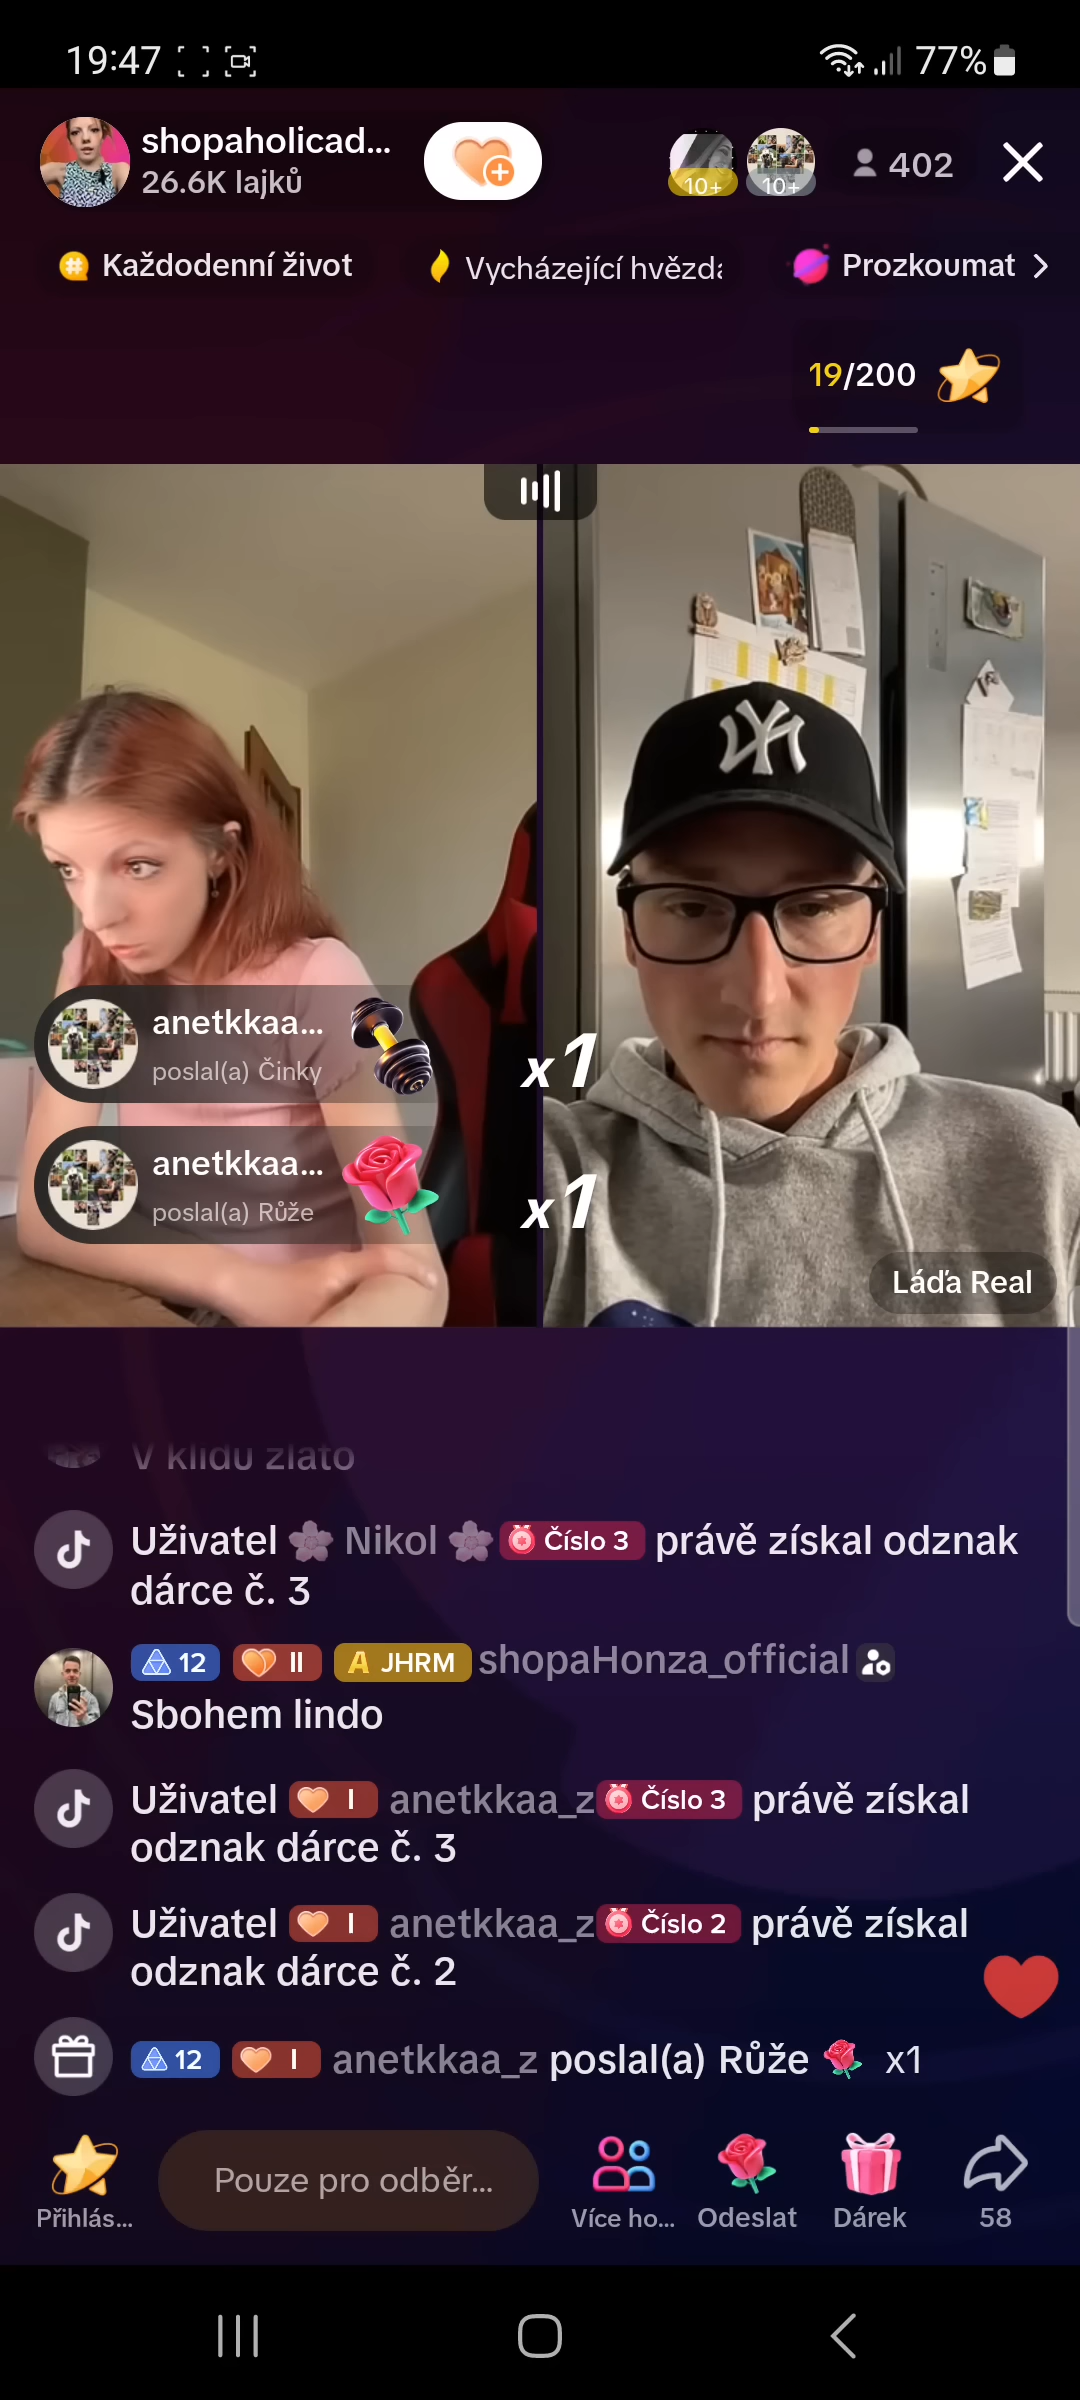 19:47
77%
shopaholicad...
26.6K lajků
10+
10+
402
Každodenní život
Vycházející hvězda
Prozkoumat
19/200
anetkkaa...
poslal(a) Činky
x1
anetkkaa...
poslal(a) Růže
x1
Láďa Real
V klidu zlato
Uživatel 🌸 Nikol 🌸 Číslo 3 právě získal odznak
dárce č. 3
12 II JHRM shopaHonza_official
Sbohem lindo
Uživatel I anetkkaa_z Číslo 3 právě získal
odznak dárce č. 3
Uživatel I anetkkaa_z Číslo 2 právě získal
odznak dárce č. 2
12 I anetkkaa_z poslal(a) Růže x1
Přihlás...
Pouze pro odběr...
Více ho...
Odeslat
Dárek
58